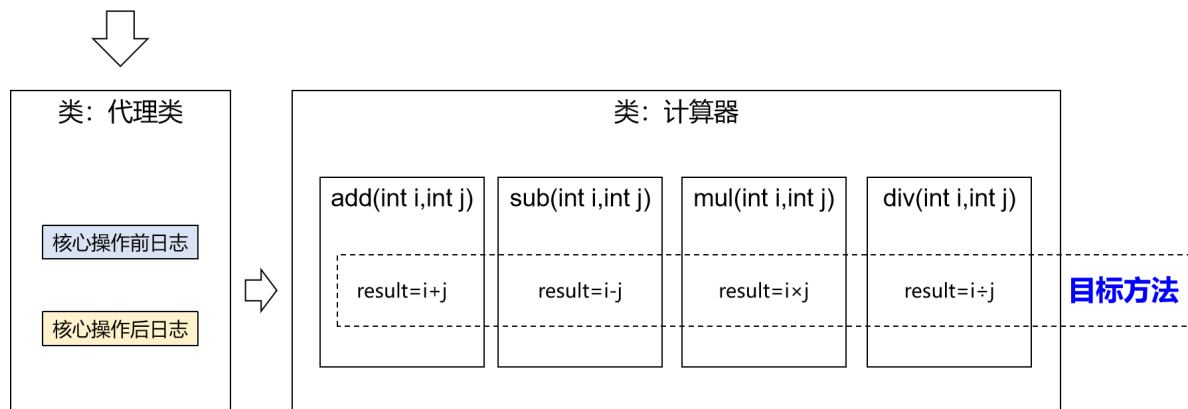 类：代理类
核心操作前日志
核心操作后日志
类：计算器
add(int i,int j)
sub(int i,int j)
mul(int i,int j)
div(int i,int j)
result=i+j
result=i-j
result=i×j
result=i÷j
目标方法